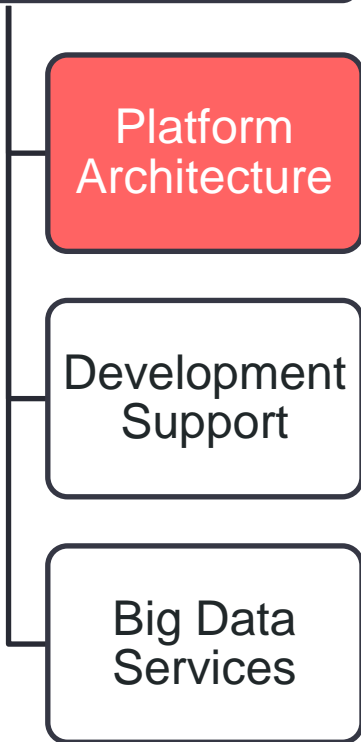 Platform
Architecture
Development
Support
Big Data
Services